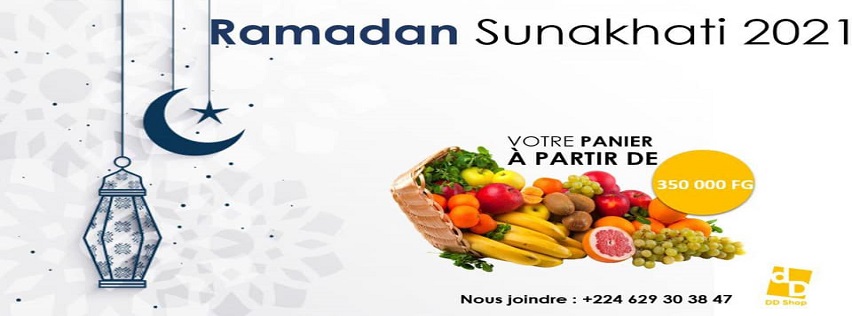 Ramadan Sunakhati 2021
VOTRE PANIER
À PARTIR DE
350 000 FG
Nous joindre : +224 629 30 38 47
DD Shop